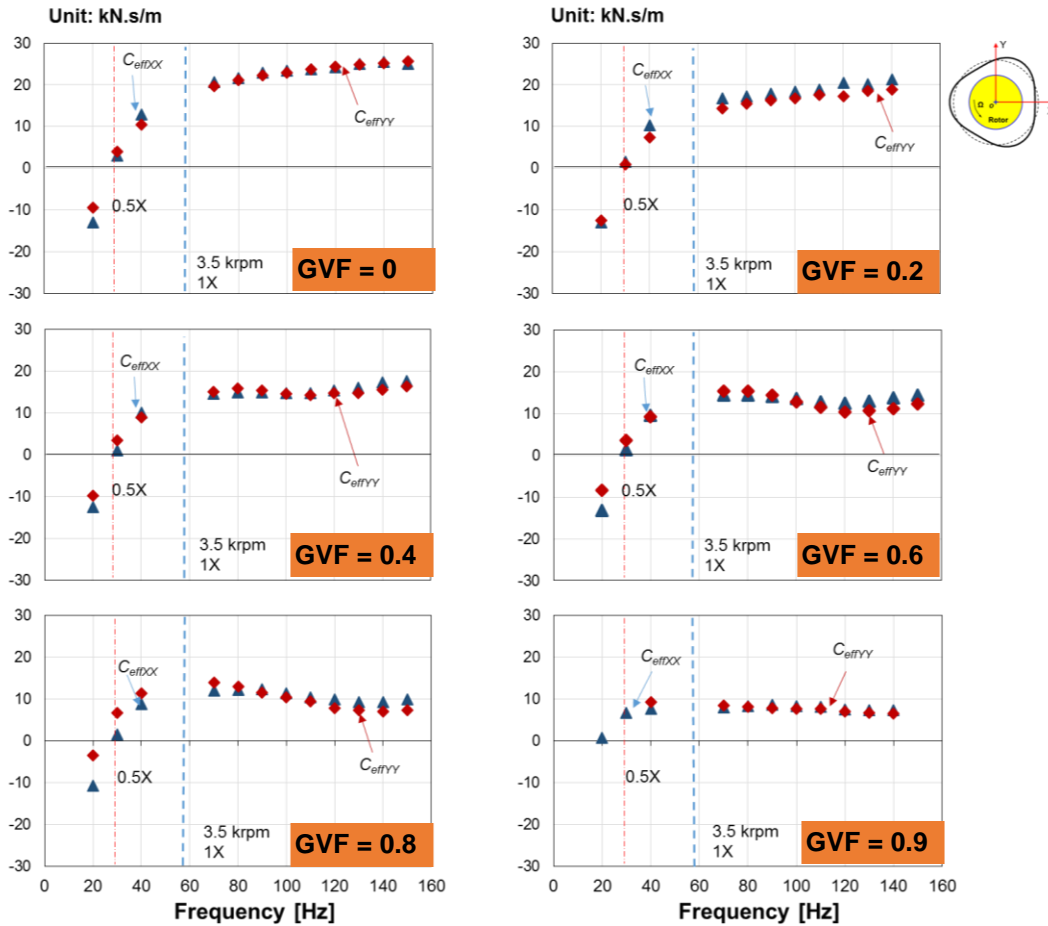 Unit: kN.s/m
30
20
10
0
-10
-20
-30
CeffXX
CeffYY
0.5X
3.5 krpm
1X
GVF = 0
Unit: kN.s/m
30
20
10
0
-10
-20
-30
CeffXX
CeffYY
0.5X
3.5 krpm
1X
GVF = 0.2
Y
Ω
o
Rotor
30
20
10
0
-10
-20
-30
CeffXX
CeffYY
0.5X
3.5 krpm
1X
GVF = 0.4
30
20
10
0
-10
-20
-30
CeffXX
CeffYY
0.5X
3.5 krpm
1X
GVF = 0.6
30
20
10
0
-10
-20
-30
CeffXX
CeffYY
0.5X
3.5 krpm
1X
GVF = 0.8
0 20 40 60 80 100 120 140 160
Frequency [Hz]
30
20
10
0
-10
-20
-30
CeffXX
CeffYY
0.5X
3.5 krpm
1X
GVF = 0.9
0 20 40 60 80 100 120 140 160
Frequency [Hz]